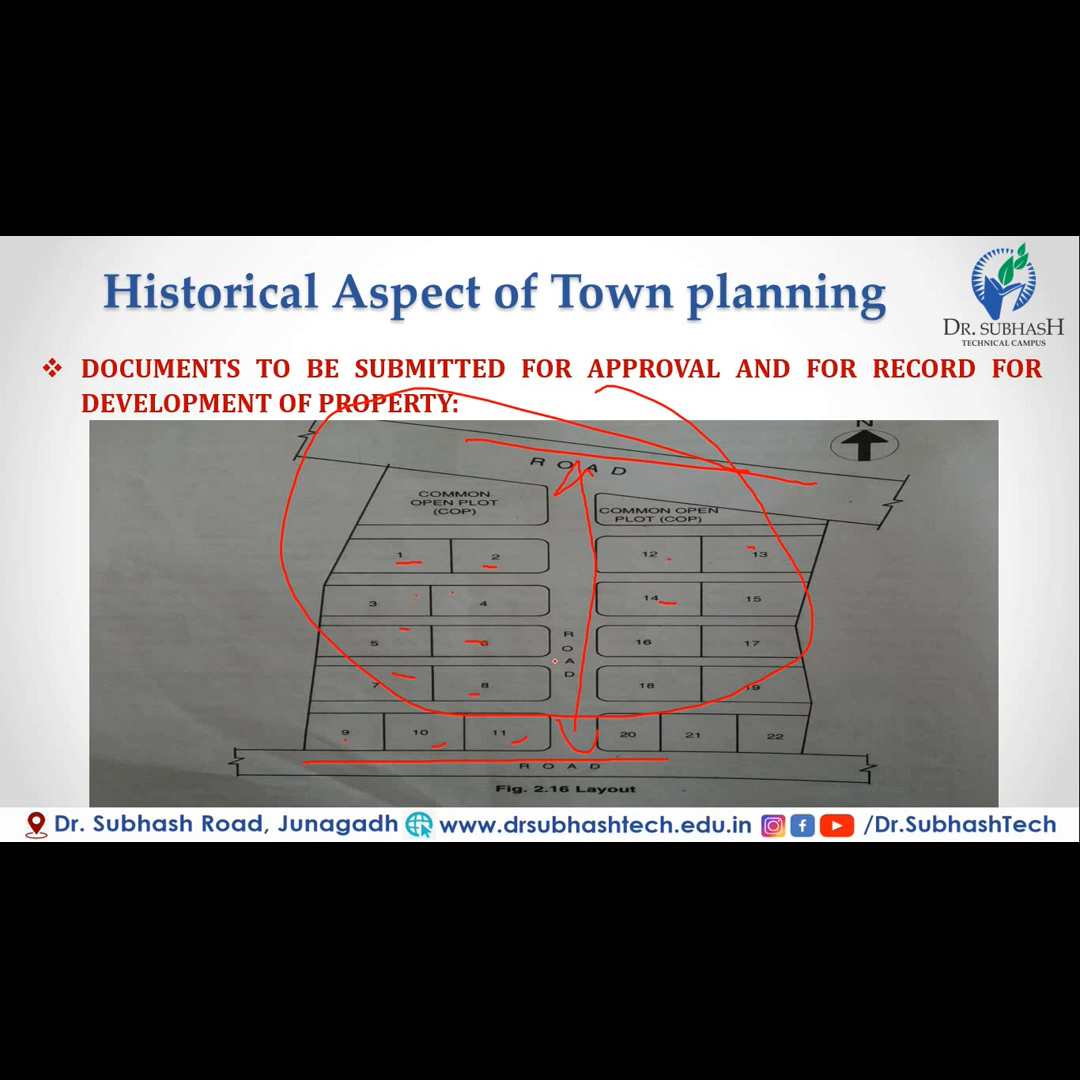 Historical Aspect of Town planning
DR. SUBHASH
TECHNICAL CAMPUS
DOCUMENTS TO BE SUBMITTED FOR APPROVAL AND FOR RECORD FOR
DEVELOPMENT OF PROPERTY:
N
ROAD
COMMON
OPEN PLOT
(COP)
COMMON OPEN
PLOT (COP)
1 2 12 13
3 4 14 15
5 6 16 17
ROAD
7 8 18 19
9 10 11 20 21 22
ROAD
Fig. 2.16 Layout
Dr. Subhash Road, Junagadh www.drsubhashtech.edu.in /Dr.SubhashTech